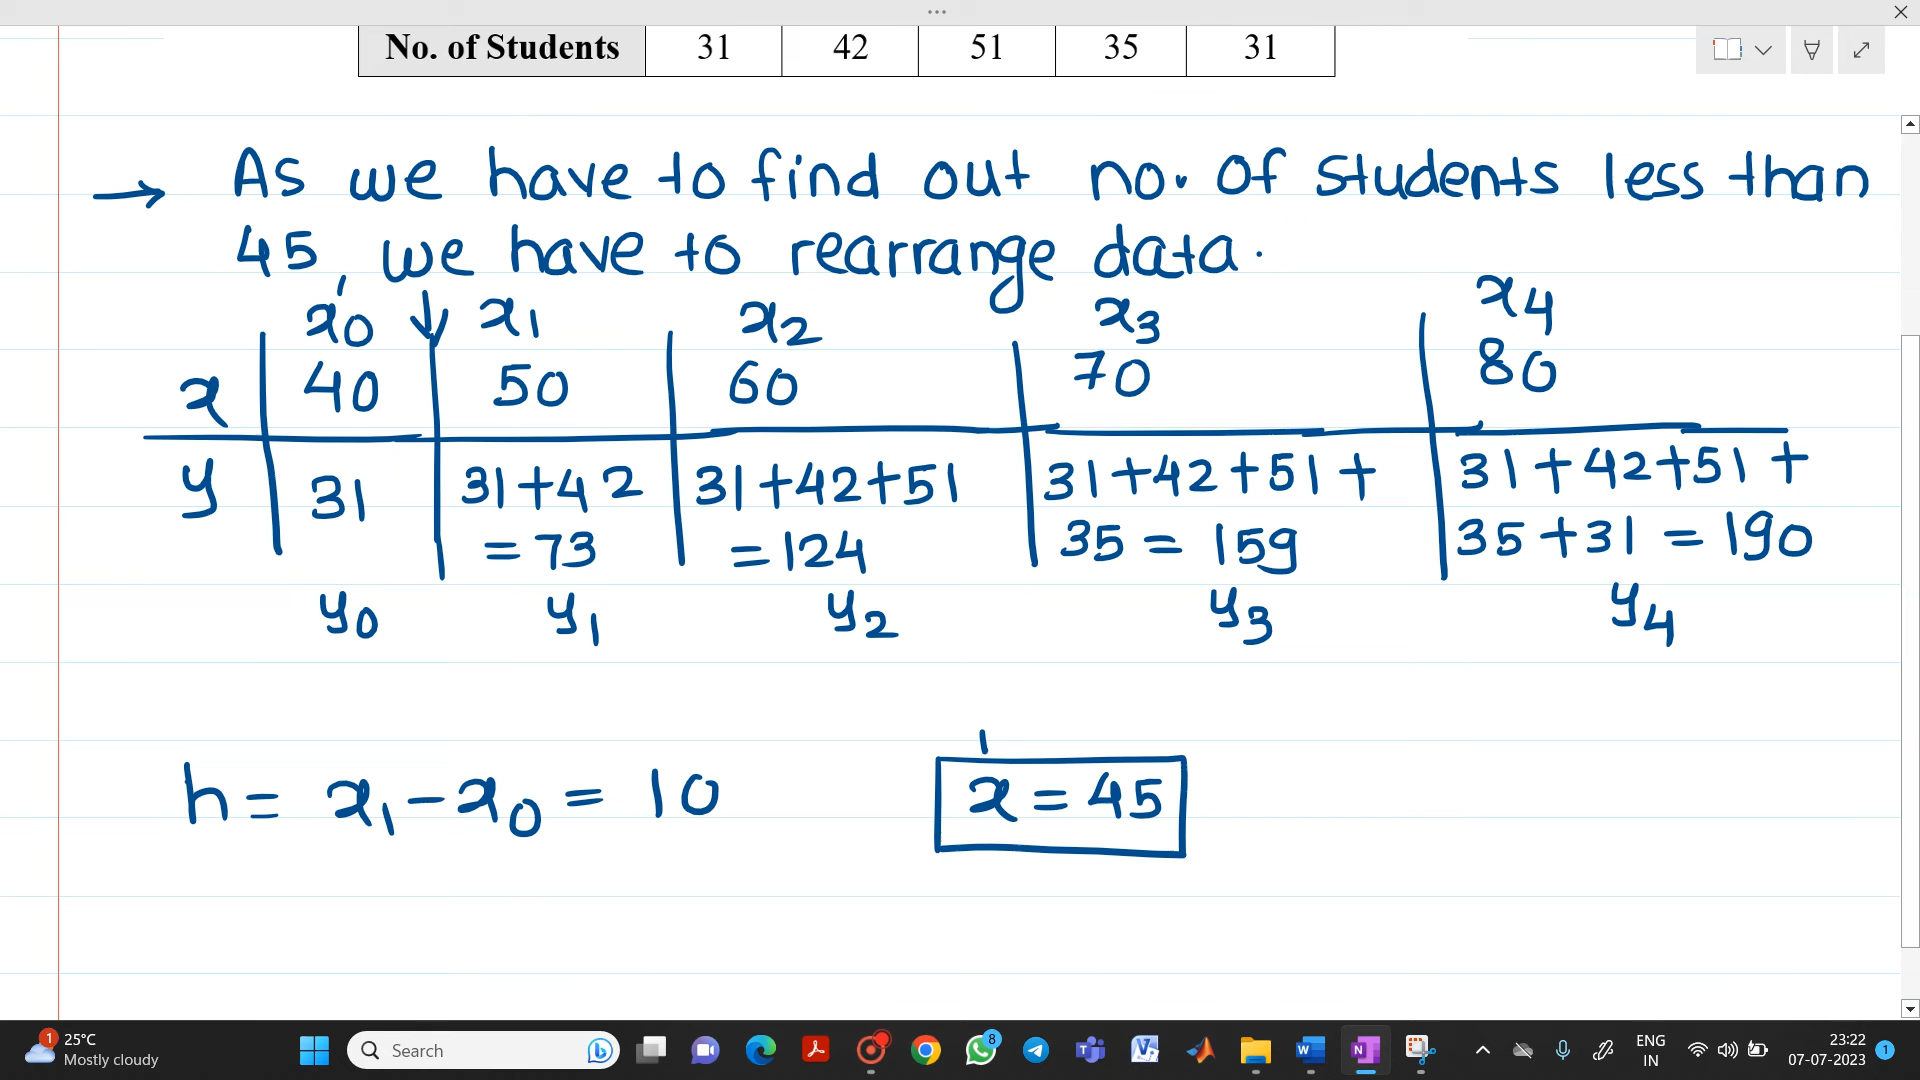 No. of Students 31 42 51 35 31
→ As we have to find out no. of students less than
45 we have to rearrange data.
x0 x1 x2 x3 x4
x 40 50 60 70 80
y 31 31+42 31+42+51 31+42+51+ 31+42+51+
=73 =124 35 = 159 35+31 = 190
y0 y1 y2 y3 y4
h = x1 - x0 = 10 x = 45
25°C
Mostly cloudy
Search
8
ENG
IN
23:22
07-07-2023
1
1